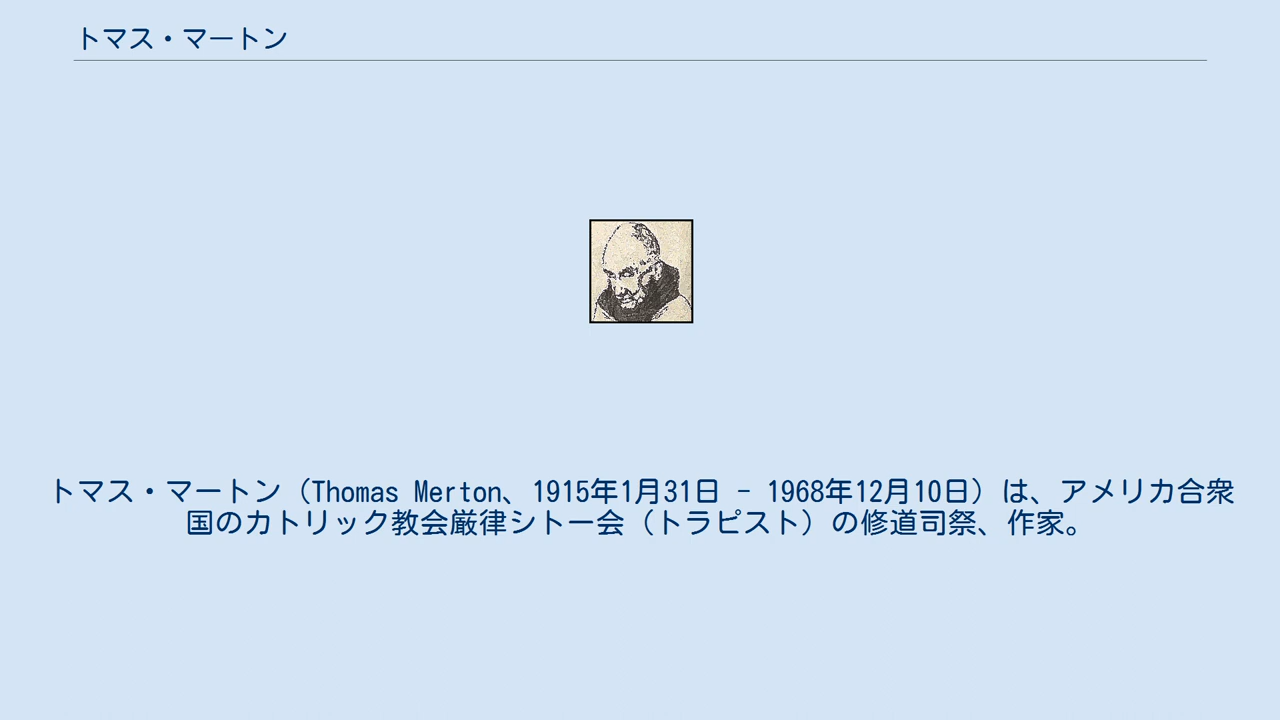 トマス・マートン
トマス・マートン（Thomas Merton、1915年1月31日 - 1968年12月10日）は、アメリカ合衆
国のカトリック教会厳律シトー会（トラピスト）の修道司祭、作家。